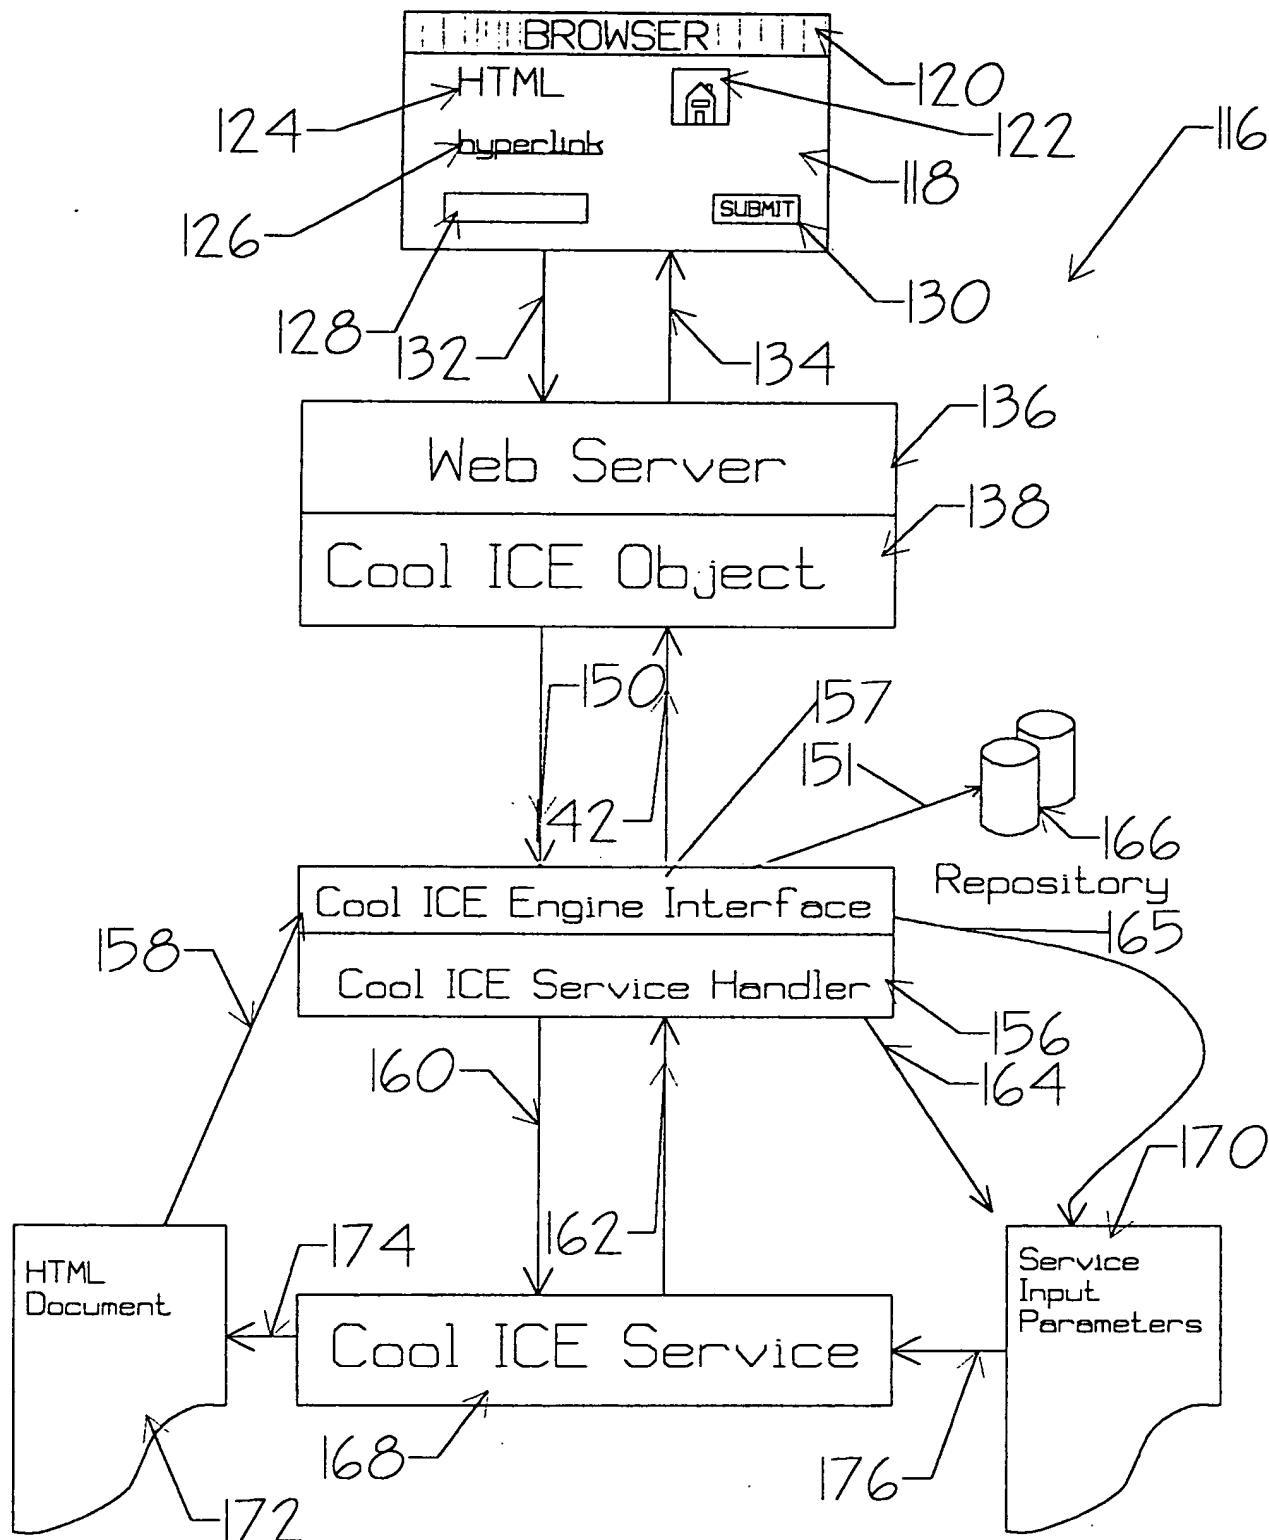 BROWSER
120
HTML
124
122
116
hyperlink
118
126
SUBMIT
130
128
132
134
136
Web Server
138
Cool ICE Object
150
157
151
142
166
Repository
Cool ICE Engine Interface
165
158
Cool ICE Service Handler
156
160
164
170
162
174
HTML
Document
Service
Input
Parameters
Cool ICE Service
168
176
172